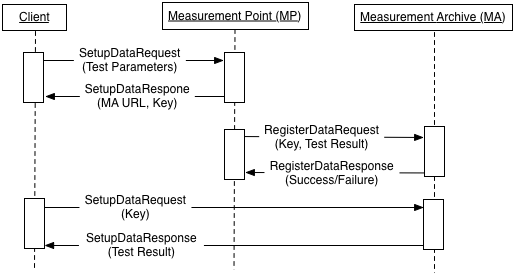 Client
Measurement Point (MP)
Measurement Archive (MA)
SetupDataRequest
(Test Parameters)
SetupDataRespone
(MA URL, Key)
RegisterDataRequest
(Key, Test Result)
RegisterDataResponse
(Success/Failure)
SetupDataRequest
(Key)
SetupDataResponse
(Test Result)